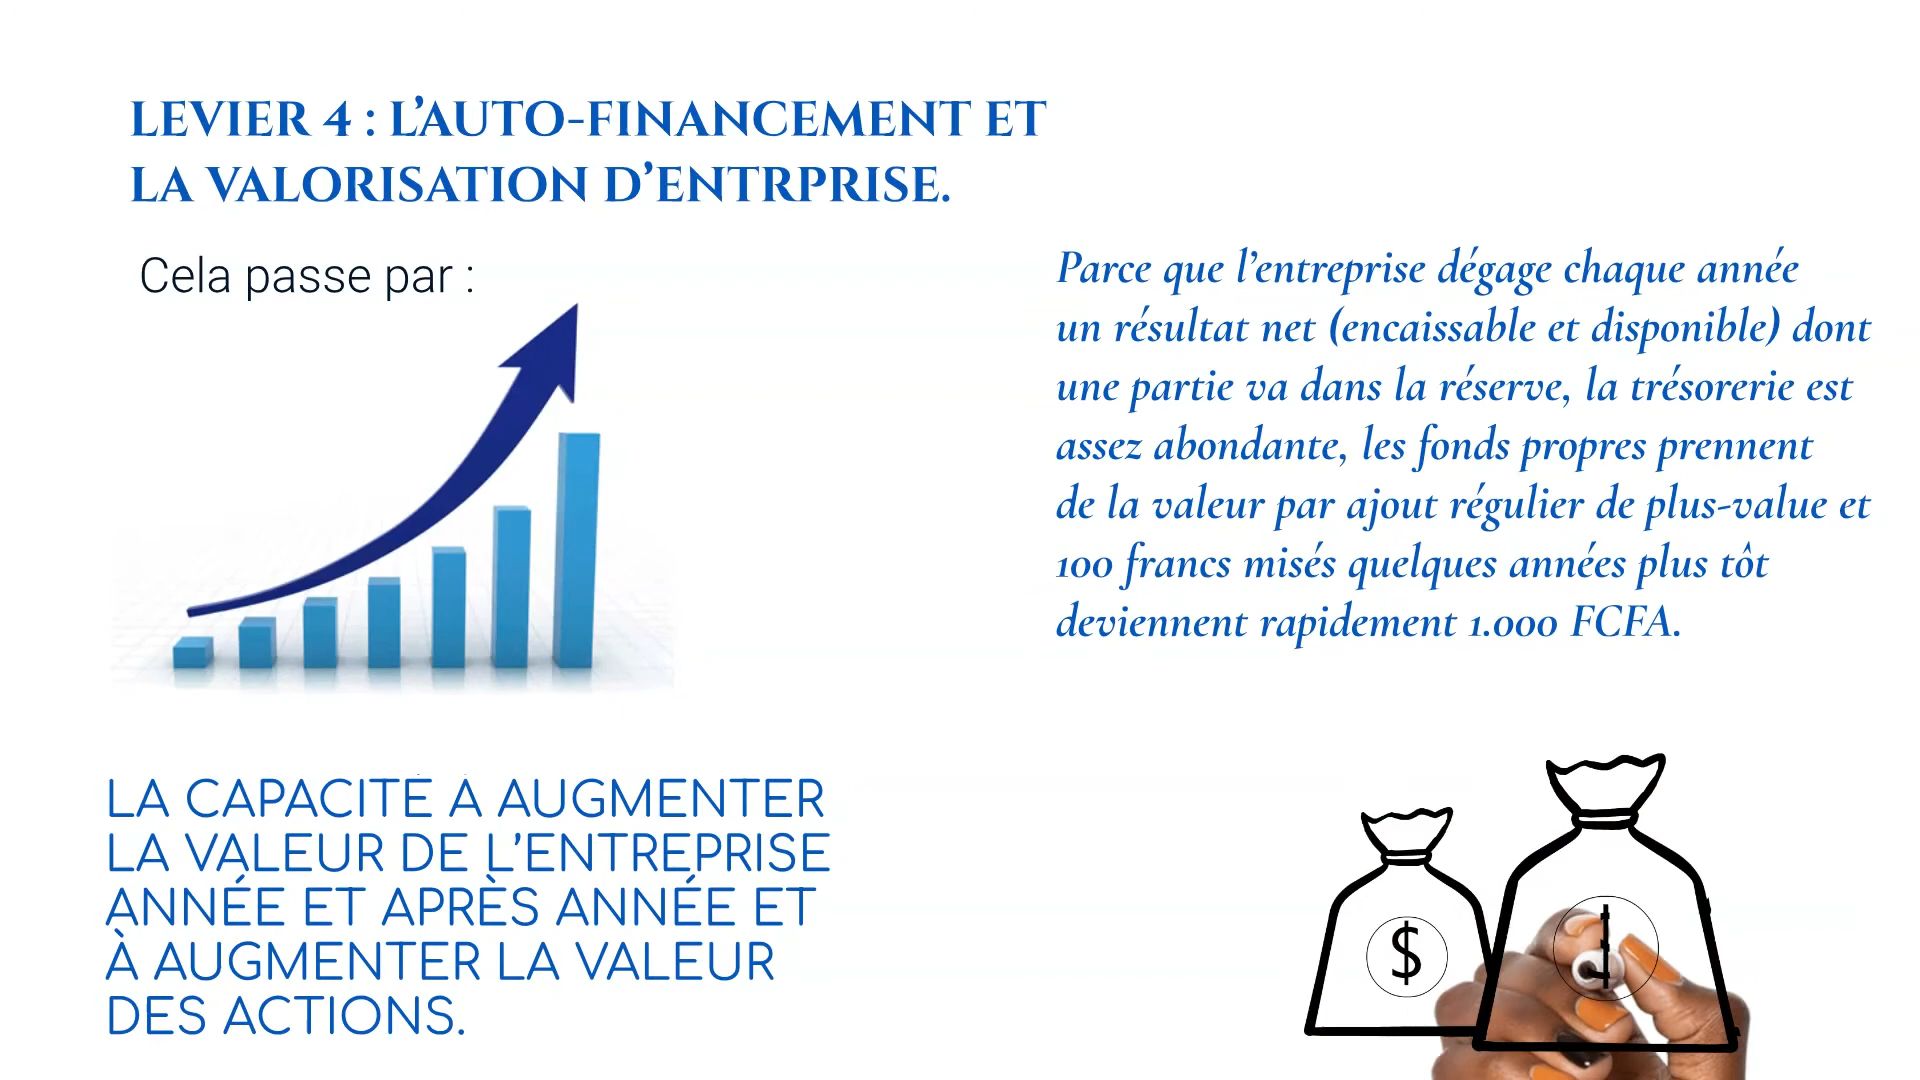 LEVIER 4 : L’AUTO-FINANCEMENT ET
LA VALORISATION D’ENTRPRISE.
Cela passe par :
Parce que l’entreprise dégage chaque année
un résultat net (encaissable et disponible) dont
une partie va dans la réserve, la trésorerie est
assez abondante, les fonds propres prennent
de la valeur par ajout régulier de plus-value et
100 francs misés quelques années plus tôt
deviennent rapidement 1.000 FCFA.
LA CAPACITÉ À AUGMENTER
LA VALEUR DE L’ENTREPRISE
ANNÉE ET APRÈS ANNÉE ET
À AUGMENTER LA VALEUR
DES ACTIONS.
$